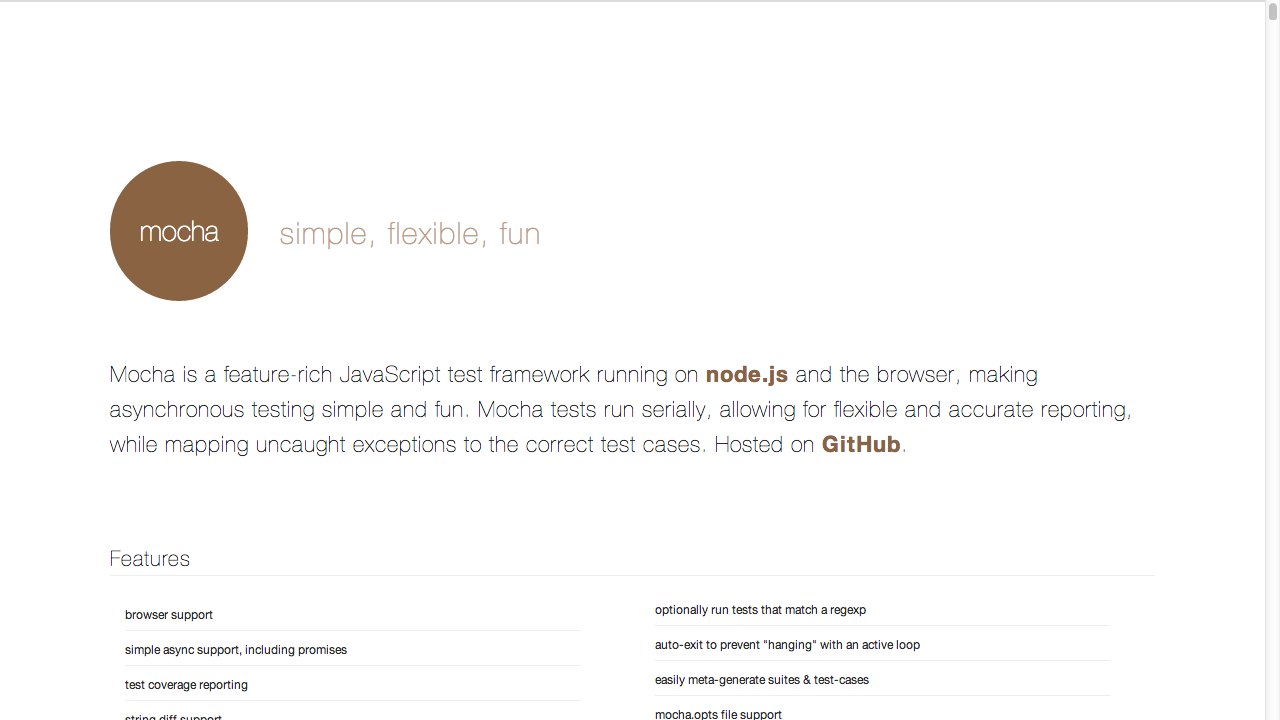 mocha
simple, flexible, fun
Mocha is a feature-rich JavaScript test framework running on node.js and the browser, making
asynchronous testing simple and fun. Mocha tests run serially, allowing for flexible and accurate reporting,
while mapping uncaught exceptions to the correct test cases. Hosted on GitHub.
Features
browser support
simple async support, including promises
test coverage reporting
string diff support
optionally run tests that match a regexp
auto-exit to prevent "hanging" with an active loop
easily meta-generate suites & test-cases
mocha.opts file support